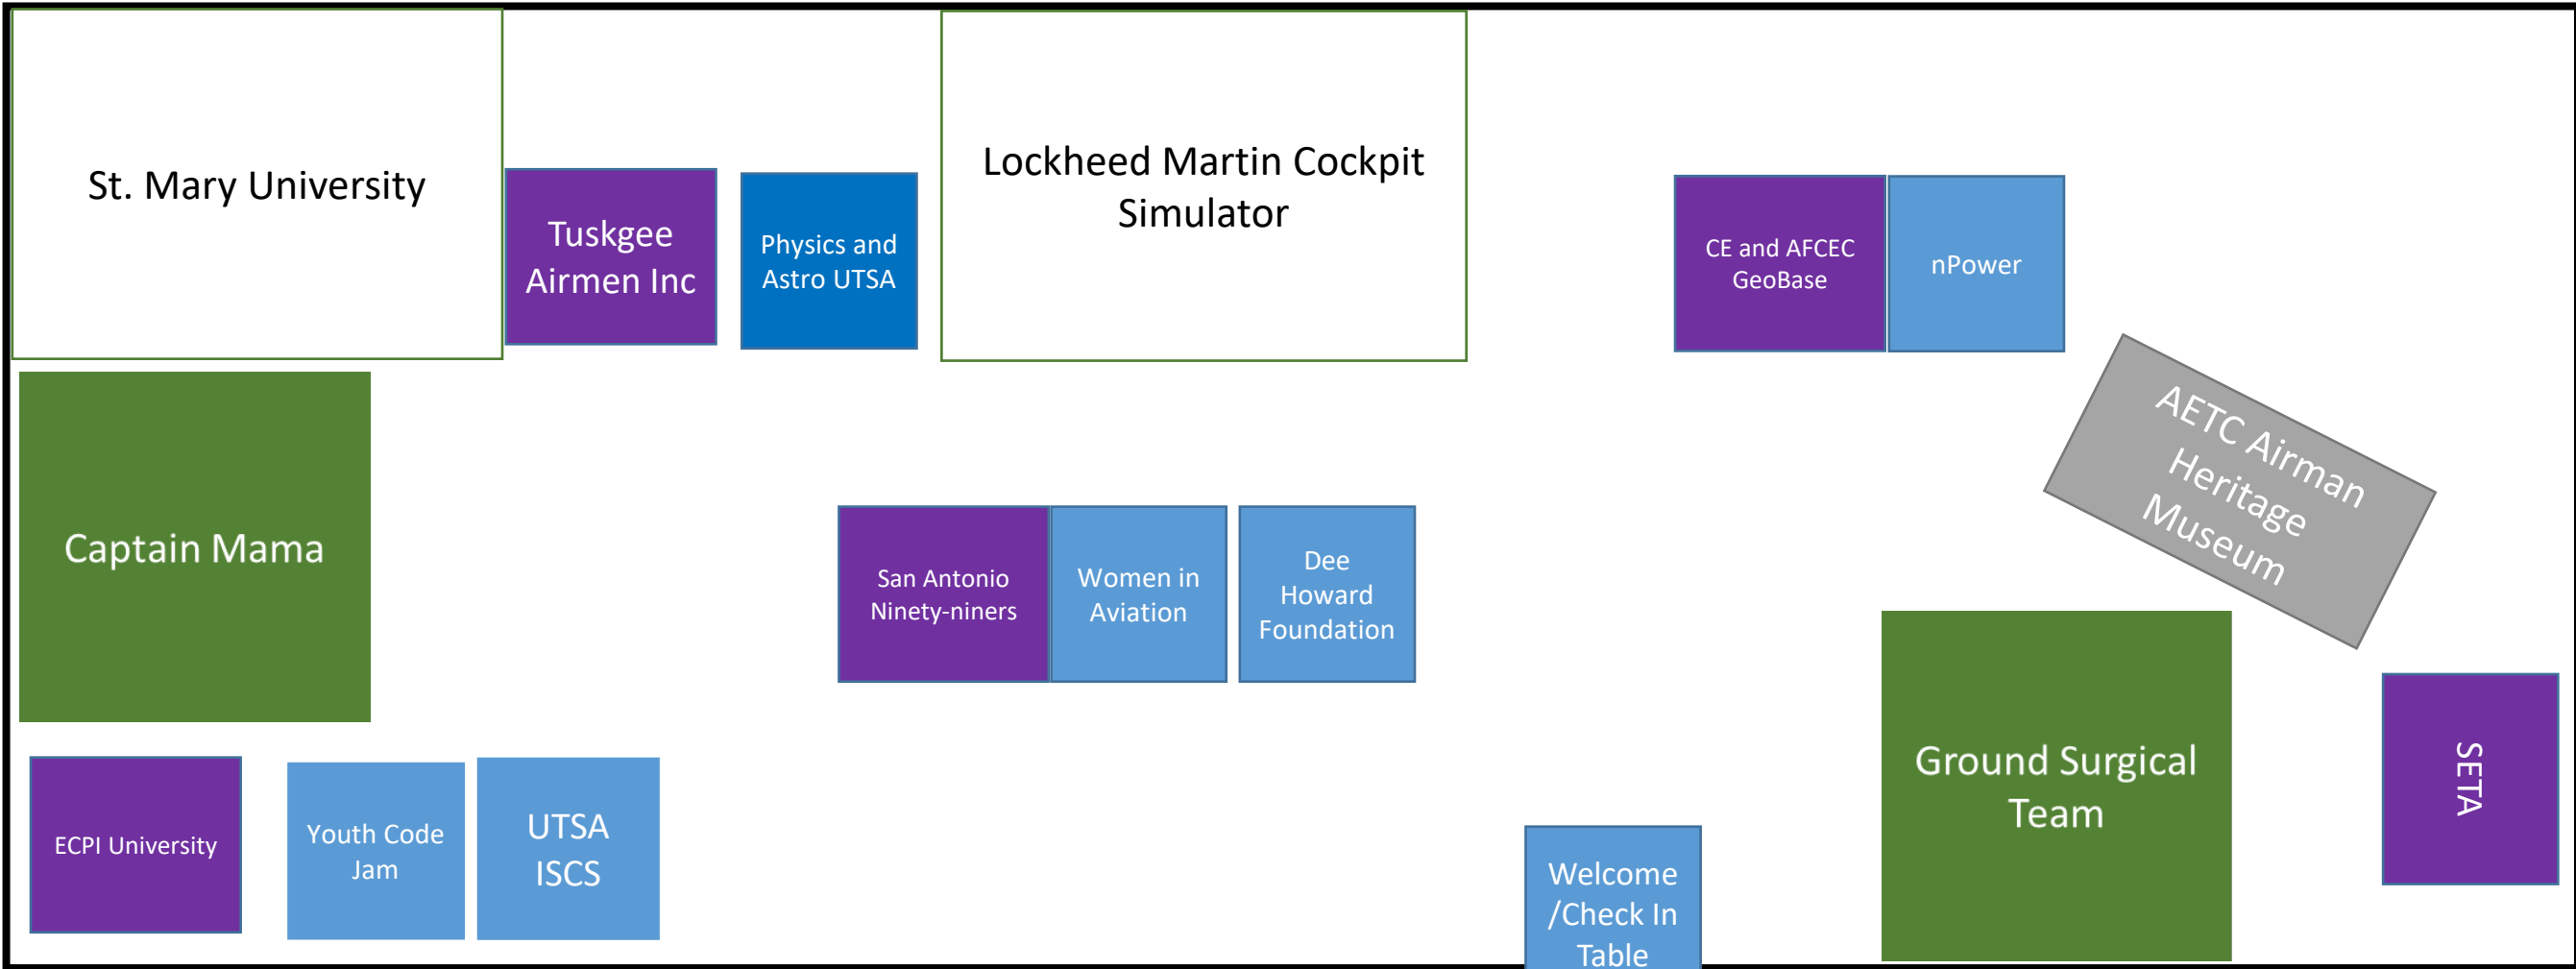 St. Mary University
Tuskgee
Airmen Inc
Physics and
Astro UTSA
Lockheed Martin Cockpit
Simulator
CE and AFCEC
GeoBase
nPower
AETC Airman
Heritage
Museum
Captain Mama
San Antonio
Ninety-niners
Women in
Aviation
Dee
Howard
Foundation
Ground Surgical
Team
SETA
ECPI University
Youth Code
Jam
UTSA
ISCS
Welcome
/Check In
Table